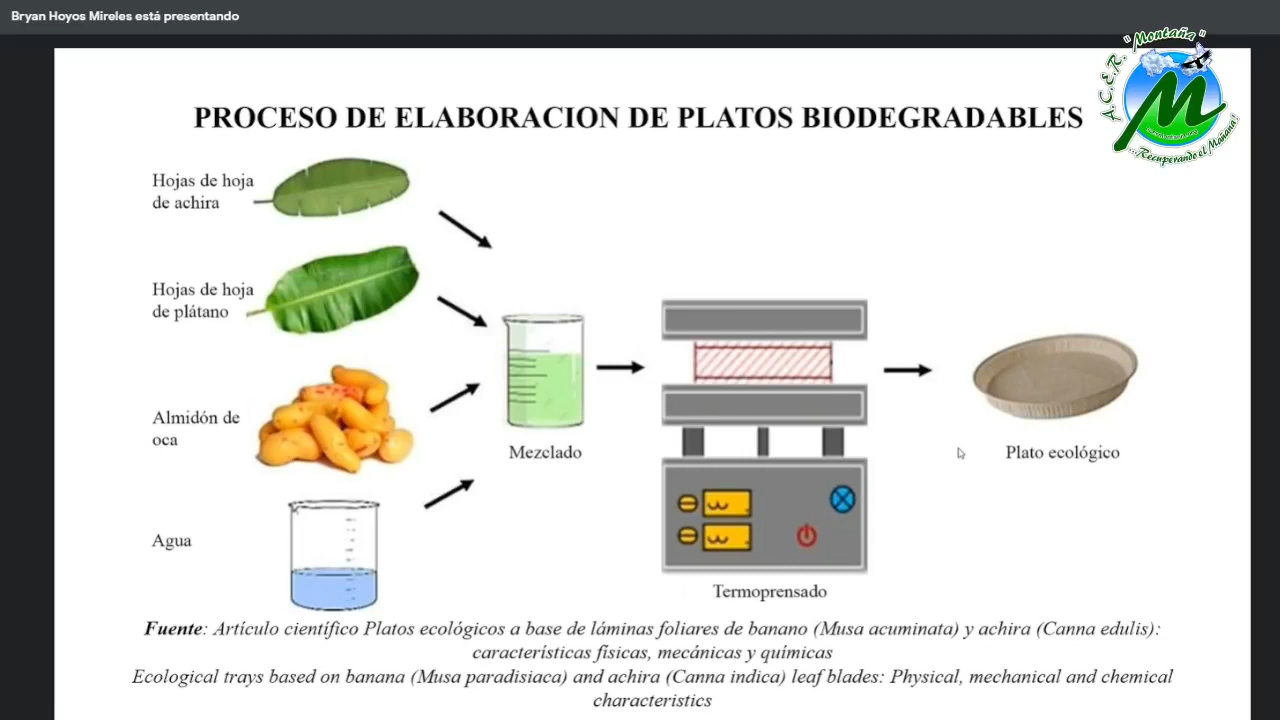 Bryan Hoyos Mireles está presentando
"Montaña"
A.C.E.R.
M
...Recuperando el Mañana!
PROCESO DE ELABORACION DE PLATOS BIODEGRADABLES
Hojas de hoja
de achira
Hojas de hoja
de plátano
Almidón de
oca
Agua
Mezclado
Termoprensado
Plato ecológico
Fuente: Artículo científico Platos ecológicos a base de láminas foliares de banano (Musa acuminata) y achira (Canna edulis):
características físicas, mecánicas y químicas
Ecological trays based on banana (Musa paradisiaca) and achira (Canna indica) leaf blades: Physical, mechanical and chemical
characteristics